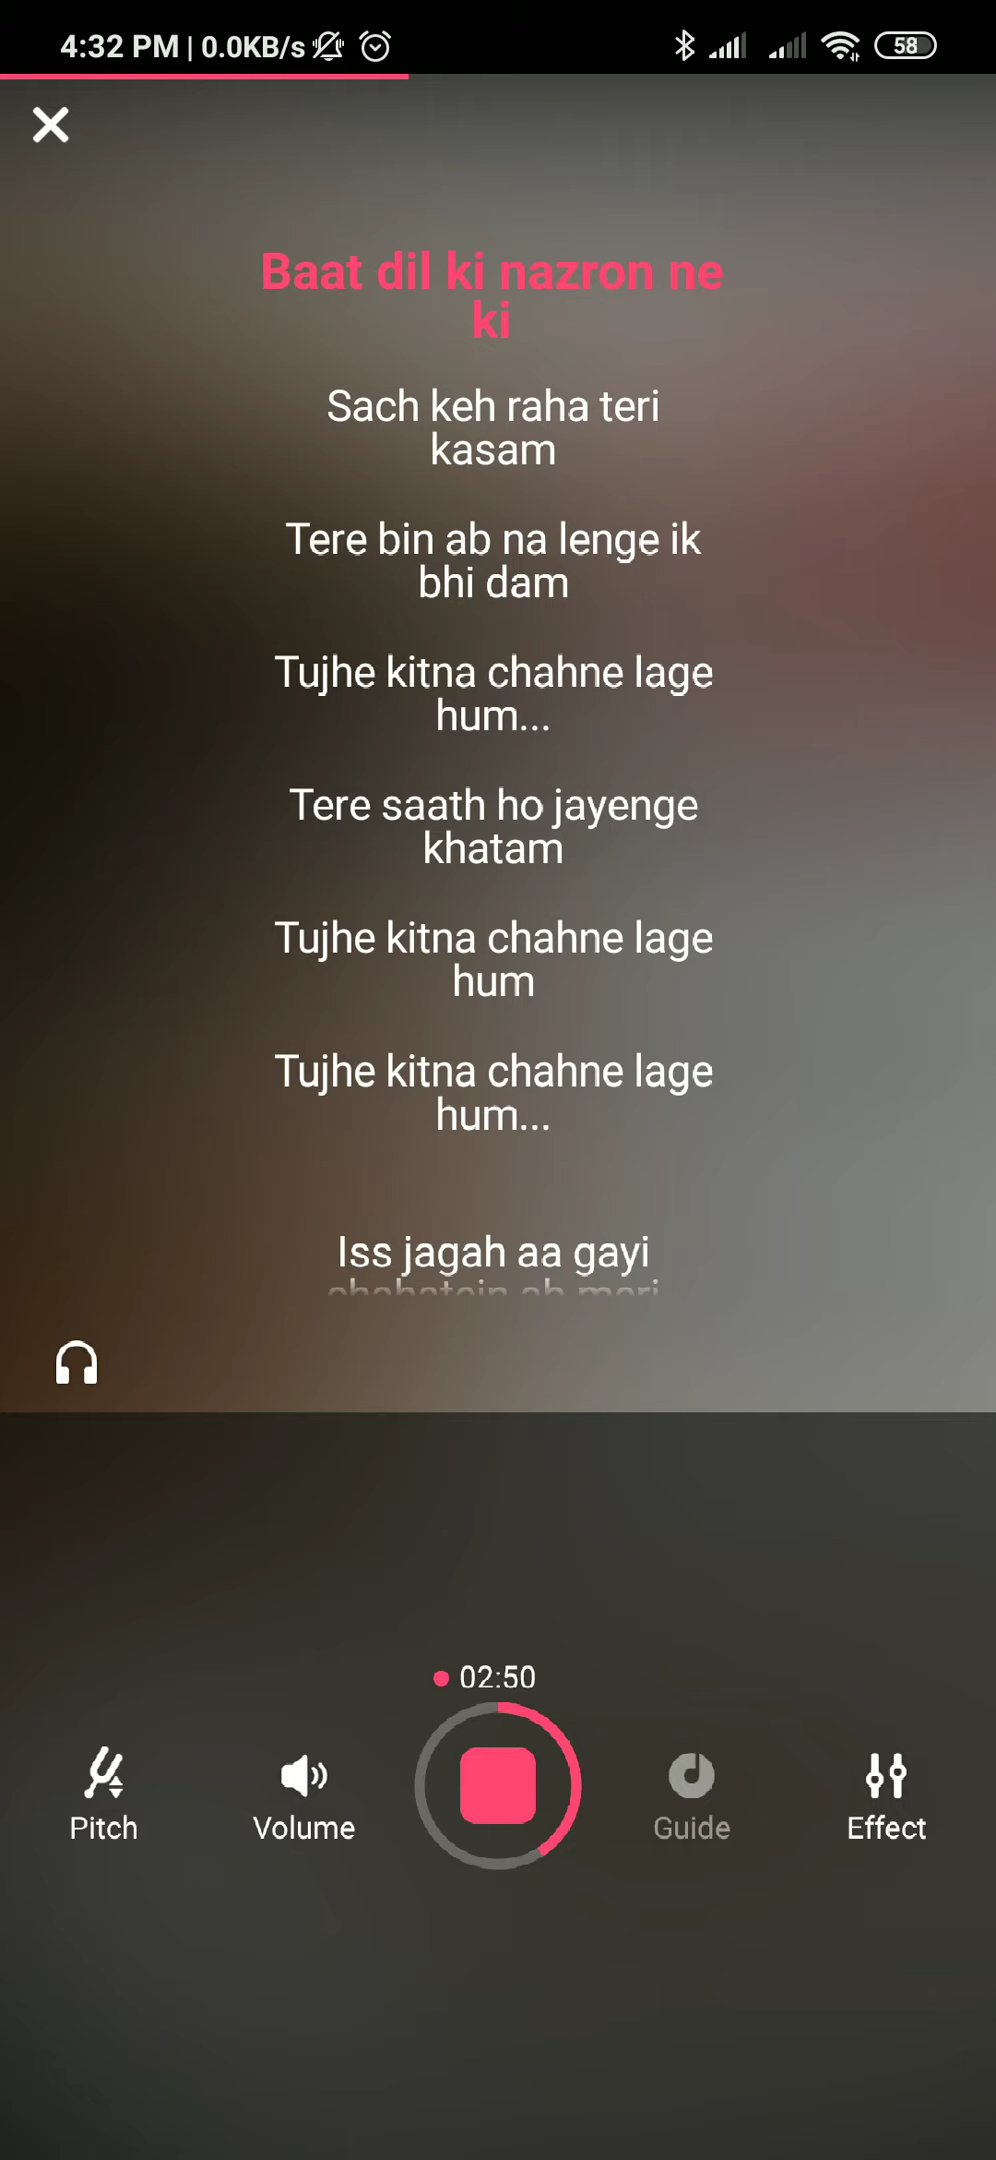 4:32 PM | 0.0KB/s
58
Baat dil ki nazron ne
ki
Sach keh raha teri
kasam
Tere bin ab na lenge ik
bhi dam
Tujhe kitna chahne lage
hum...
Tere saath ho jayenge
khatam
Tujhe kitna chahne lage
hum
Tujhe kitna chahne lage
hum...
Iss jagah aa gayi
02:50
Pitch
Volume
Guide
Effect